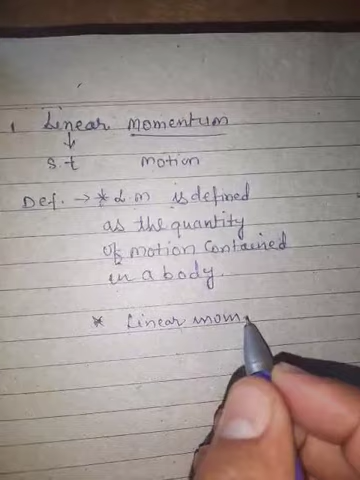 1 Linear momentum
↓
s.t motion
Def. → * L m is defined
as the quantity
of motion contained
in a body.
* Linear mom